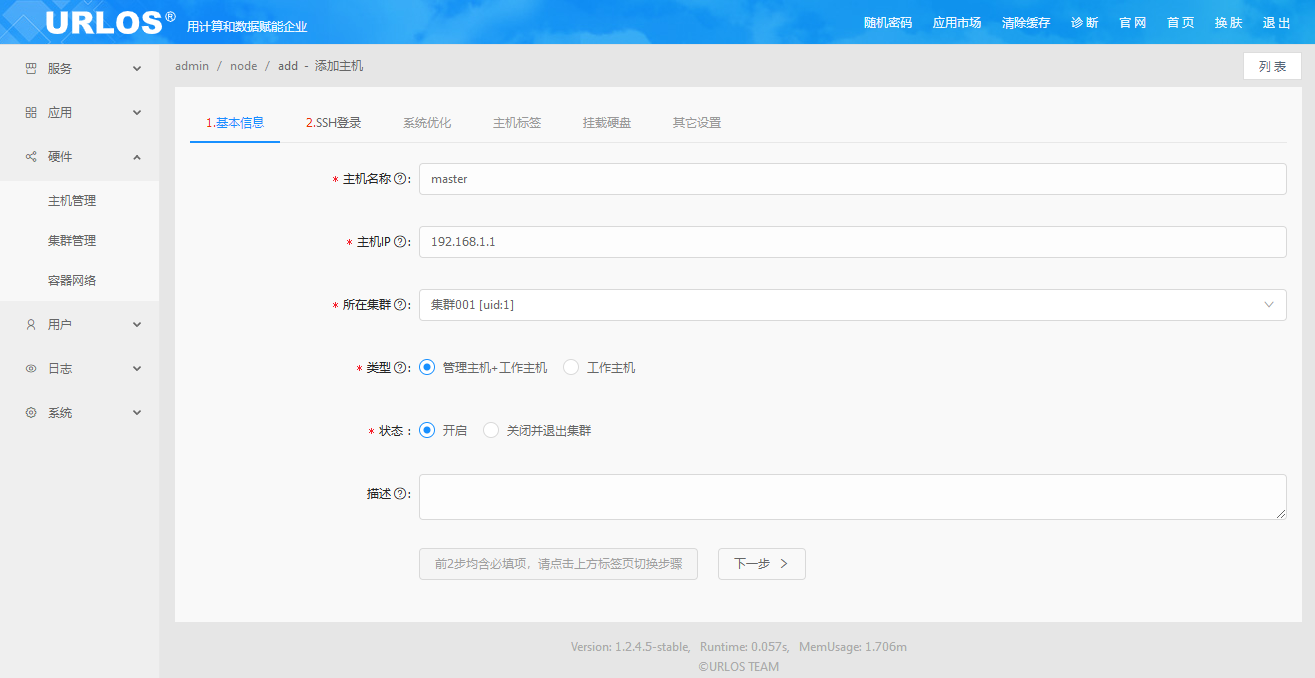 URLOS® 用计算和数据赋能企业 随机密码 应用市场 清除缓存 诊断 官网 首页 换肤 退出
服务
应用
硬件
主机管理
集群管理
容器网络
用户
日志
系统
admin / node / add - 添加主机 列表
1.基本信息 2.SSH登录 系统优化 主机标签 挂载硬盘 其它设置
* 主机名称?: master
* 主机IP?: 192.168.1.1
* 所在集群?: 集群001 [uid:1]
* 类型?: 管理主机+工作主机 工作主机
* 状态: 开启 关闭并退出集群
描述?:
前2步均含必填项，请点击上方标签页切换步骤 下一步 >
Version: 1.2.4.5-stable, Runtime: 0.057s, MemUsage: 1.706m
©URLOS TEAM